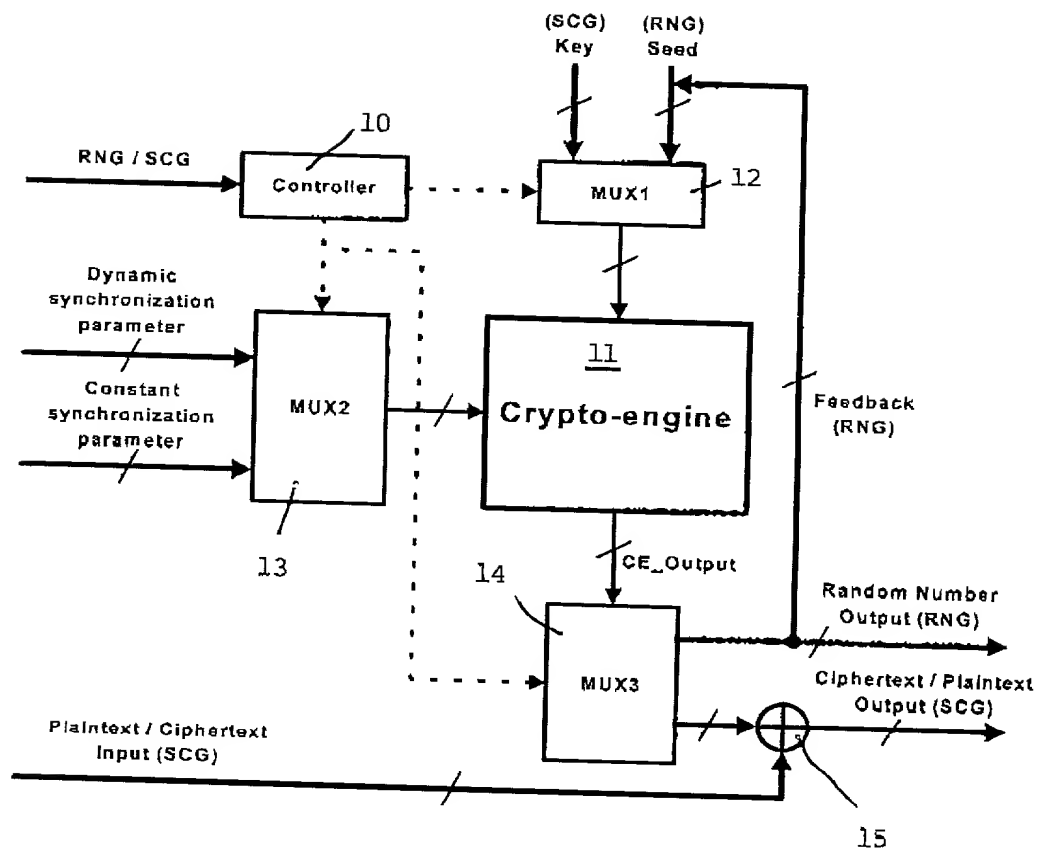 (SCG)
Key
(RNG)
Seed
10
RNG / SCG
Controller
MUX1
12
Dynamic
synchronization
parameter
11
MUX2
Crypto-engine
Constant
synchronization
parameter
Feedback
(RNG)
13
14
CE_Output
Random Number
Output (RNG)
MUX3
Ciphertext / Plaintext
Output (SCG)
Plaintext / Ciphertext
Input (SCG)
15